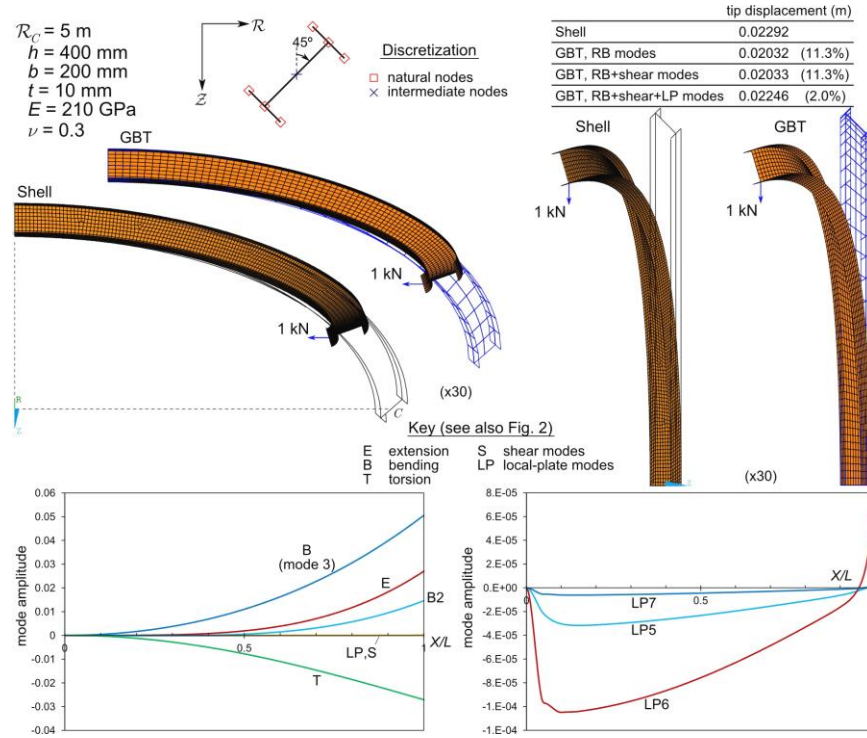 𝓡_C = 5 m
h = 400 mm
b = 200 mm
t = 10 mm
E = 210 GPa
ν = 0.3
𝓡
45º
𝓩
Discretization
natural nodes
intermediate nodes
tip displacement (m)
Shell 0.02292
GBT, RB modes 0.02032 (11.3%)
GBT, RB+shear modes 0.02033 (11.3%)
GBT, RB+shear+LP modes 0.02246 (2.0%)
GBT
Shell
1 kN
1 kN
(x30)
C
R
Z
Shell
GBT
1 kN
1 kN
(x30)
Key (see also Fig. 2)
E extension S shear modes
B bending LP local-plate modes
T torsion
mode amplitude
0.06
0.05
0.04
0.03
0.02
0.01
0
-0.01
-0.02
-0.03
-0.04
0
0.5
1
X/L
B
(mode 3)
E
B2
LP,S
T
mode amplitude
8.E-05
6.E-05
4.E-05
2.E-05
0.E+00
-2.E-05
-4.E-05
-6.E-05
-8.E-05
-1.E-04
-1.E-04
0
0.5
X/L
LP7
LP5
LP6